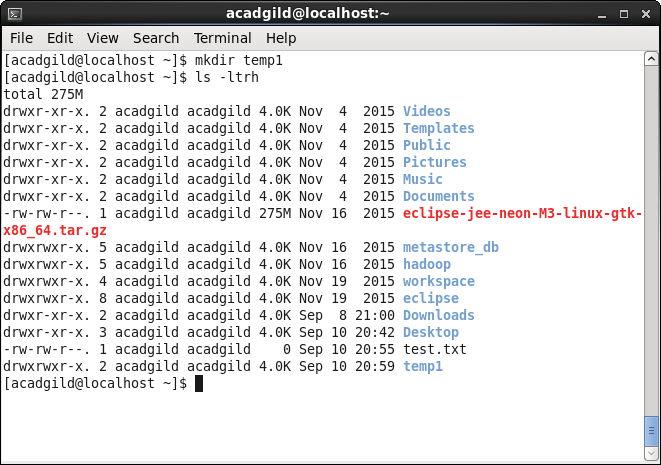 acadgild@localhost:~
File Edit View Search Terminal Help
[acadgild@localhost ~]$ mkdir temp1
[acadgild@localhost ~]$ ls -ltrh
total 275M
drwxr-xr-x. 2 acadgild acadgild 4.0K Nov  4  2015 Videos
drwxr-xr-x. 2 acadgild acadgild 4.0K Nov  4  2015 Templates
drwxr-xr-x. 2 acadgild acadgild 4.0K Nov  4  2015 Public
drwxr-xr-x. 2 acadgild acadgild 4.0K Nov  4  2015 Pictures
drwxr-xr-x. 2 acadgild acadgild 4.0K Nov  4  2015 Music
drwxr-xr-x. 2 acadgild acadgild 4.0K Nov  4  2015 Documents
-rw-rw-r--. 1 acadgild acadgild 275M Nov 16  2015 eclipse-jee-neon-M3-linux-gtk-
x86_64.tar.gz
drwxrwxr-x. 5 acadgild acadgild 4.0K Nov 16  2015 metastore_db
drwxrwxr-x. 5 acadgild acadgild 4.0K Nov 16  2015 hadoop
drwxrwxr-x. 4 acadgild acadgild 4.0K Nov 19  2015 workspace
drwxrwxr-x. 8 acadgild acadgild 4.0K Nov 19  2015 eclipse
drwxr-xr-x. 2 acadgild acadgild 4.0K Sep  8 21:00 Downloads
drwxr-xr-x. 3 acadgild acadgild 4.0K Sep 10 20:42 Desktop
-rw-rw-r--. 1 acadgild acadgild    0 Sep 10 20:55 test.txt
drwxrwxr-x. 2 acadgild acadgild 4.0K Sep 10 20:59 temp1
[acadgild@localhost ~]$